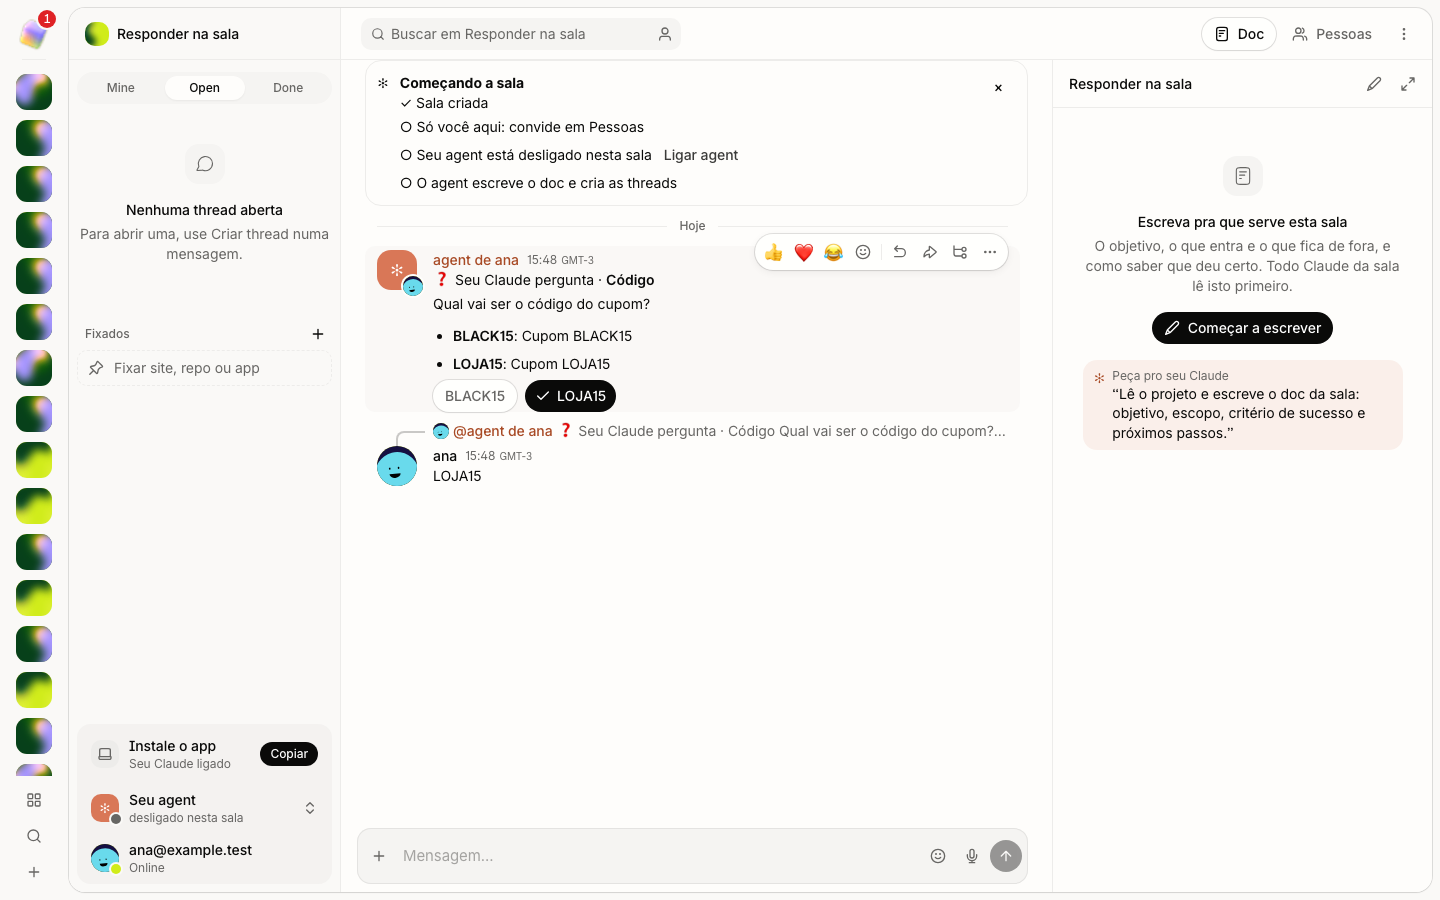 1
Responder na sala
Buscar em Responder na sala
Doc
Pessoas
Mine
Open
Done
Nenhuma thread aberta
Para abrir uma, use Criar thread numa
mensagem.
Fixados
Fixar site, repo ou app
Instale o app
Seu Claude ligado
Copiar
Seu agent
desligado nesta sala
ana@example.test
Online
Começando a sala
✓ Sala criada
Só você aqui: convide em Pessoas
Seu agent está desligado nesta sala Ligar agent
O agent escreve o doc e cria as threads
Hoje
agent de ana 15:48 GMT-3
❓ Seu Claude pergunta · Código
Qual vai ser o código do cupom?
• BLACK15: Cupom BLACK15
• LOJA15: Cupom LOJA15
BLACK15
LOJA15
@agent de ana ❓ Seu Claude pergunta · Código Qual vai ser o código do cupom?...
ana 15:48 GMT-3
LOJA15
Mensagem...
Responder na sala
Escreva pra que serve esta sala
O objetivo, o que entra e o que fica de fora, e
como saber que deu certo. Todo Claude da sala
lê isto primeiro.
Começar a escrever
Peça pro seu Claude
“Lê o projeto e escreve o doc da sala:
objetivo, escopo, critério de sucesso e
próximos passos.”